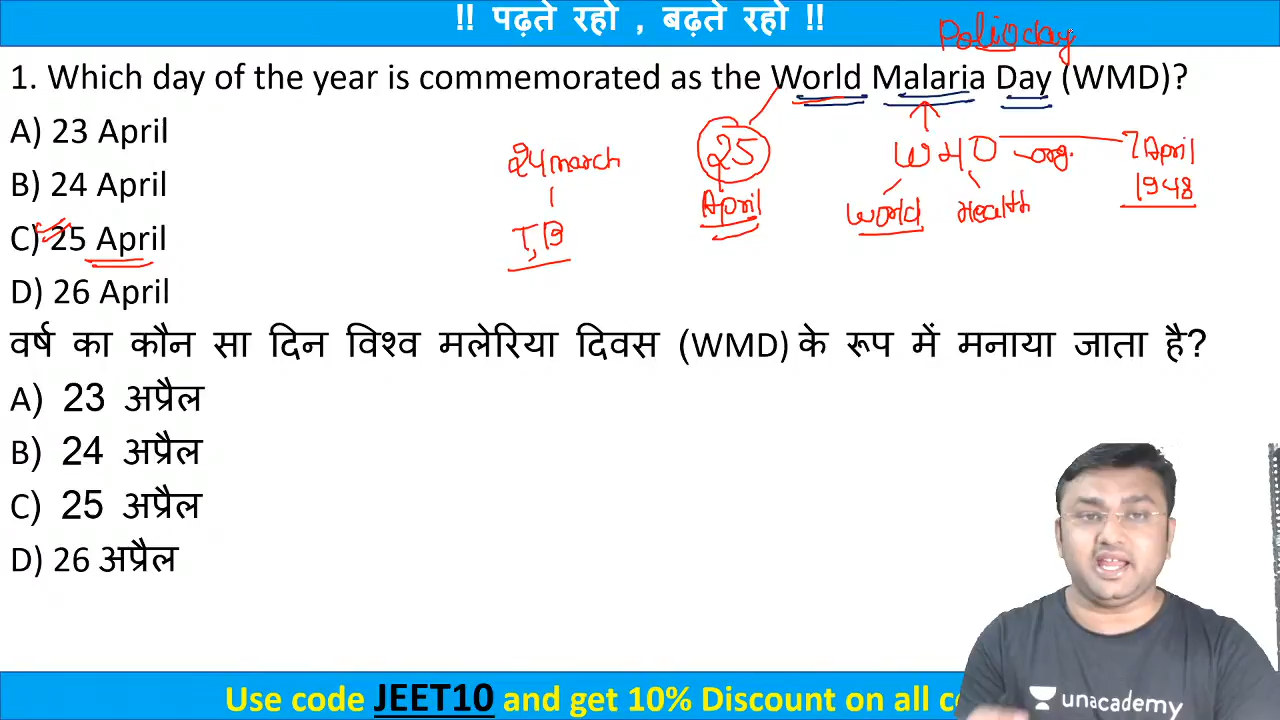 !! पढ़ते रहो , बढ़ते रहो !!
Polio day
1. Which day of the year is commemorated as the World Malaria Day (WMD)?
A) 23 April
B) 24 April
C) 25 April
D) 26 April
24 march
T.B
25
April
WHO
org.
World
Health
7 April
1948
वर्ष का कौन सा दिन विश्व मलेरिया दिवस (WMD) के रूप में मनाया जाता है?
A) 23 अप्रैल
B) 24 अप्रैल
C) 25 अप्रैल
D) 26 अप्रैल
unacademy
Use code JEET10 and get 10% Discount on all co